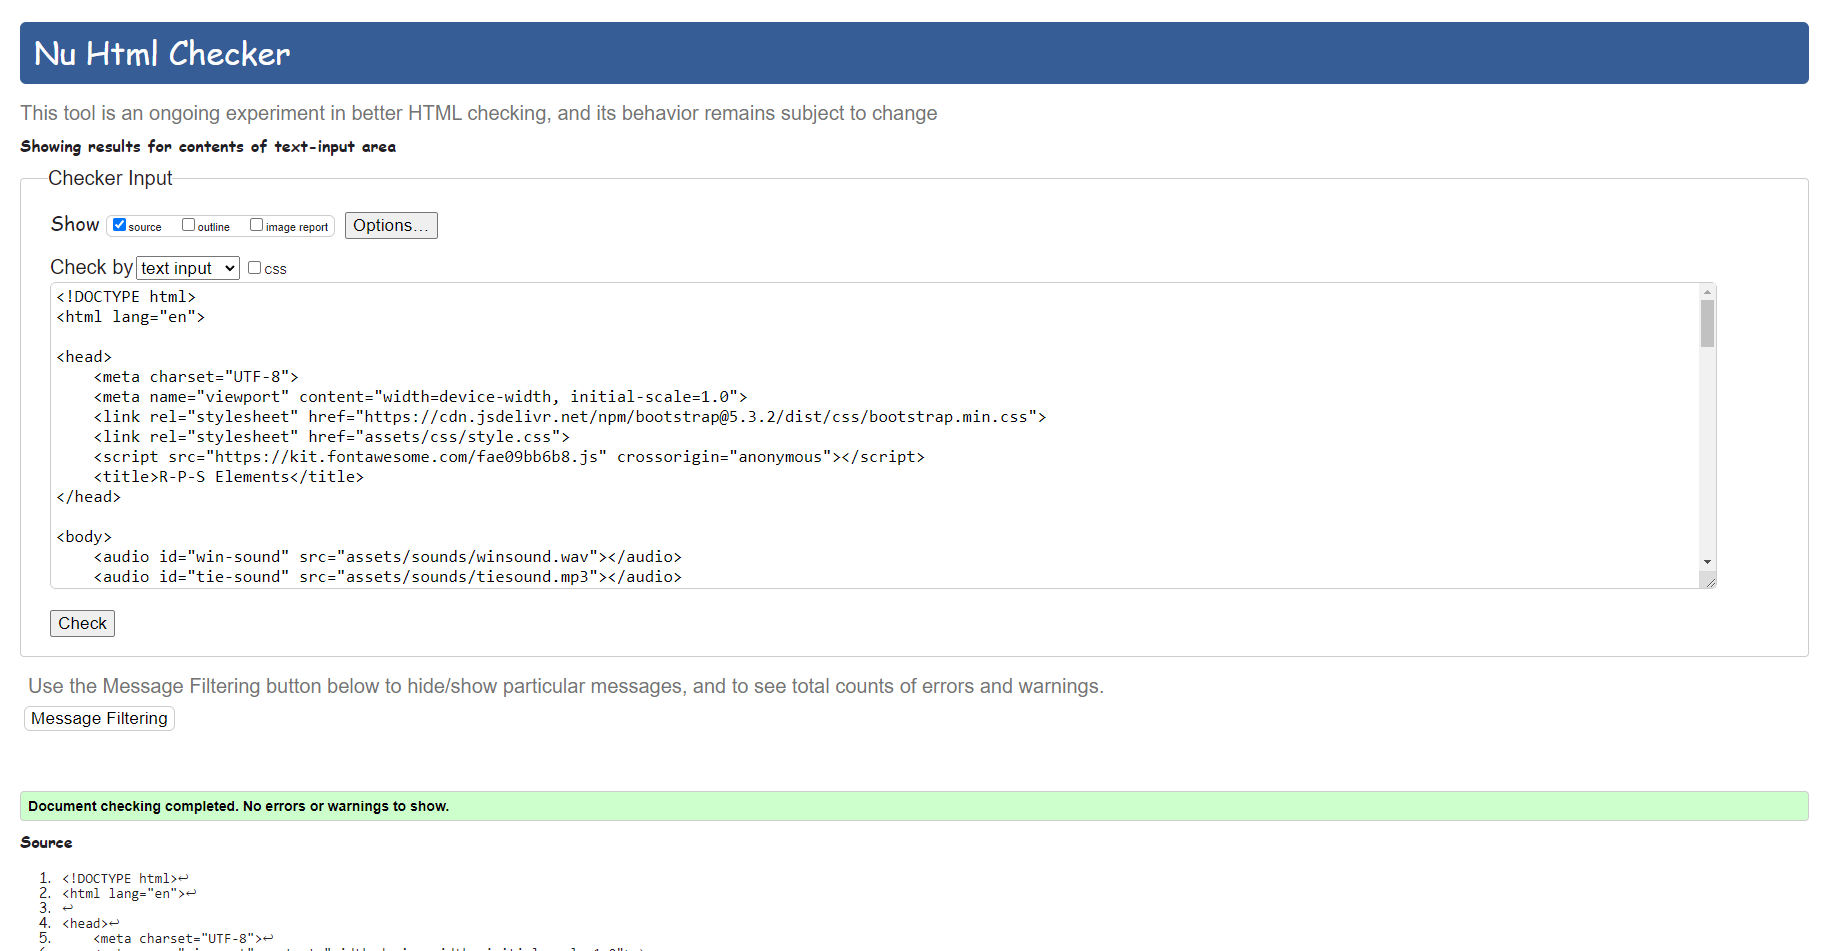 Nu Html Checker
This tool is an ongoing experiment in better HTML checking, and its behavior remains subject to change
Showing results for contents of text-input area
Checker Input
Show source outline image report Options...
Check by text input css
<!DOCTYPE html>
<html lang="en">
<head>
<meta charset="UTF-8">
<meta name="viewport" content="width=device-width, initial-scale=1.0">
<link rel="stylesheet" href="https://cdn.jsdelivr.net/npm/bootstrap@5.3.2/dist/css/bootstrap.min.css">
<link rel="stylesheet" href="assets/css/style.css">
<script src="https://kit.fontawesome.com/fae09bb6b8.js" crossorigin="anonymous"></script>
<title>R-P-S Elements</title>
</head>
<body>
<audio id="win-sound" src="assets/sounds/winsound.wav"></audio>
<audio id="tie-sound" src="assets/sounds/tiesound.mp3"></audio>
Check
Use the Message Filtering button below to hide/show particular messages, and to see total counts of errors and warnings.
Message Filtering
Document checking completed. No errors or warnings to show.
Source
1. <!DOCTYPE html>↩
2. <html lang="en">↩
3. ↩
4. <head>↩
5. <meta charset="UTF-8">↩